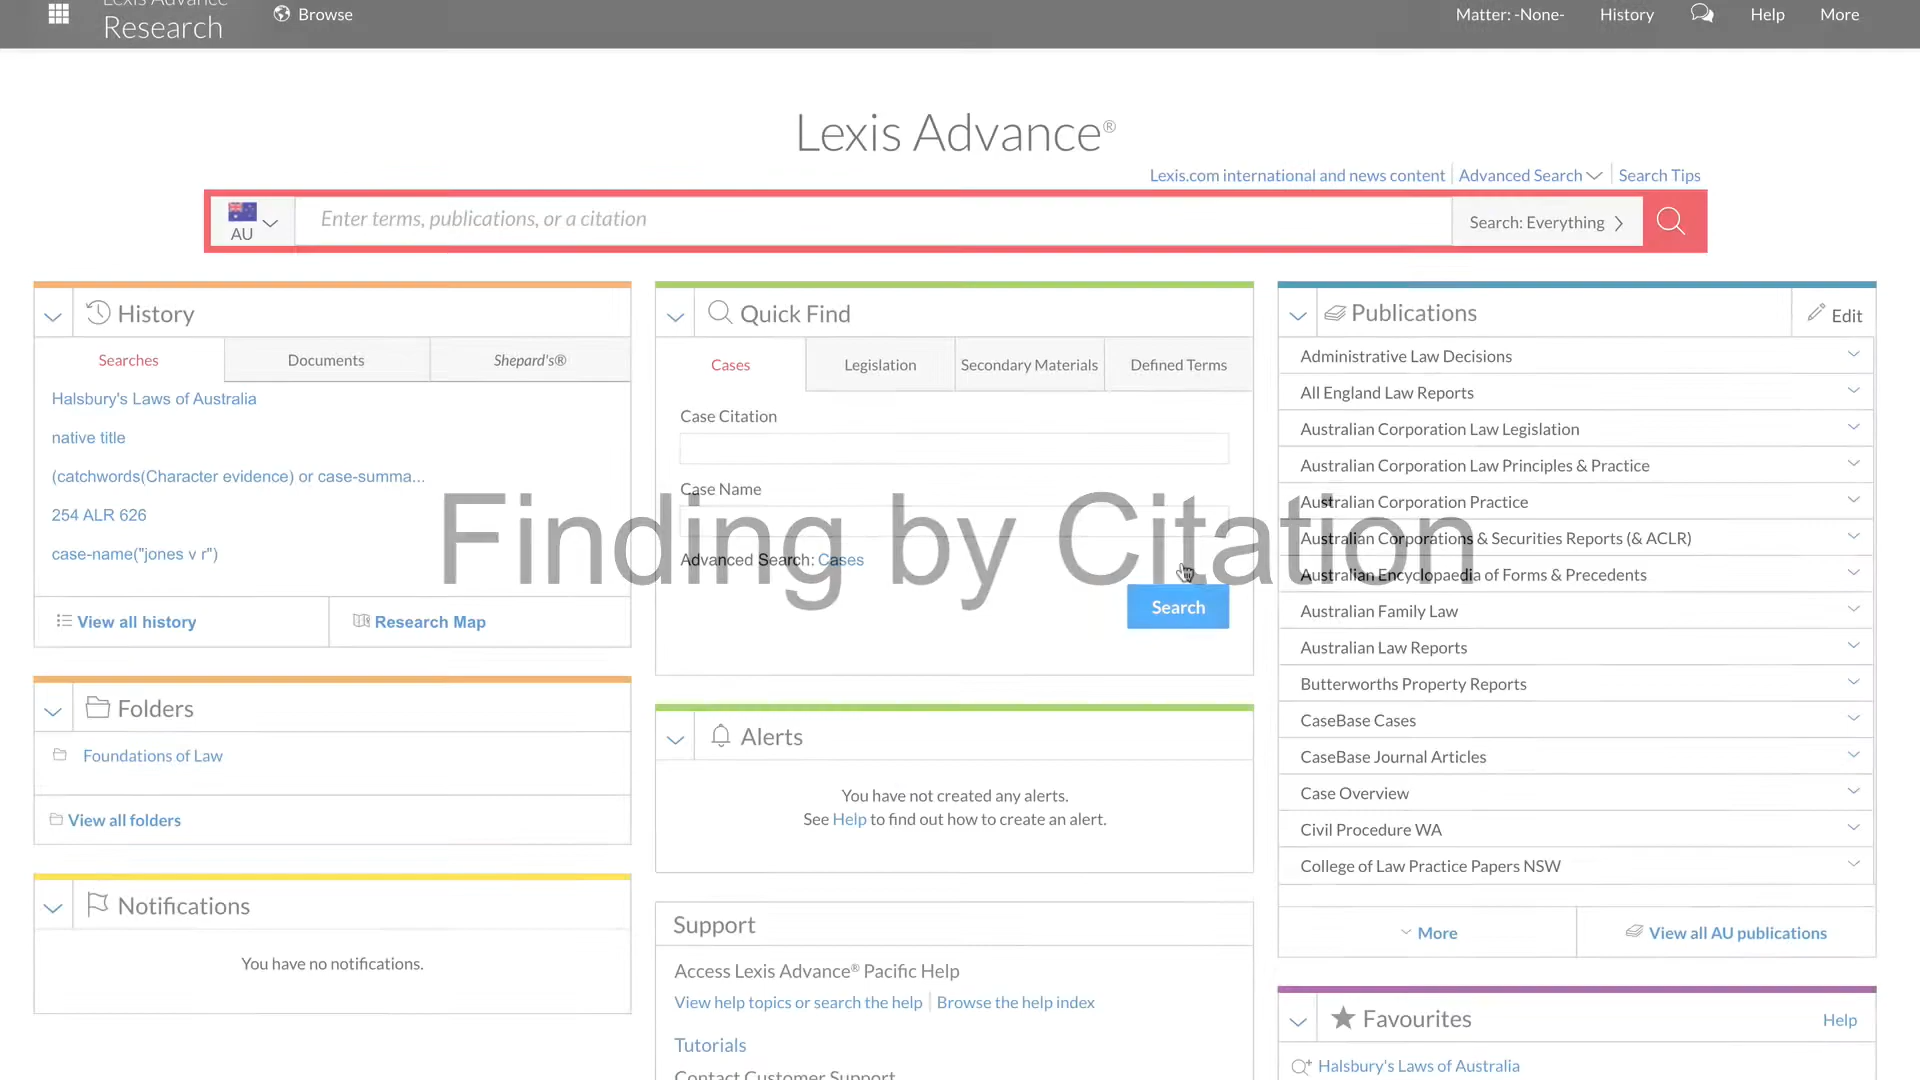 Lexis Advance
Research
Browse
Matter: -None-
History
Help
More
Lexis Advance®
Lexis.com international and news content
Advanced Search
Search Tips
AU
Enter terms, publications, or a citation
Search: Everything
History
Searches
Documents
Shepard's®
Halsbury's Laws of Australia
native title
(catchwords(Character evidence) or case-summa...
254 ALR 626
case-name("jones v r")
View all history
Research Map
Folders
Foundations of Law
View all folders
Notifications
You have no notifications.
Quick Find
Cases
Legislation
Secondary Materials
Defined Terms
Case Citation
Case Name
Advanced Search: Cases
Search
Finding by Citation
Alerts
You have not created any alerts.
See Help to find out how to create an alert.
Support
Access Lexis Advance® Pacific Help
View help topics or search the help
Browse the help index
Tutorials
Contact Customer Support
Publications
Edit
Administrative Law Decisions
All England Law Reports
Australian Corporation Law Legislation
Australian Corporation Law Principles & Practice
Australian Corporation Practice
Australian Corporations & Securities Reports (& ACLR)
Australian Encyclopaedia of Forms & Precedents
Australian Family Law
Australian Law Reports
Butterworths Property Reports
CaseBase Cases
CaseBase Journal Articles
Case Overview
Civil Procedure WA
College of Law Practice Papers NSW
More
View all AU publications
Favourites
Help
Halsbury's Laws of Australia